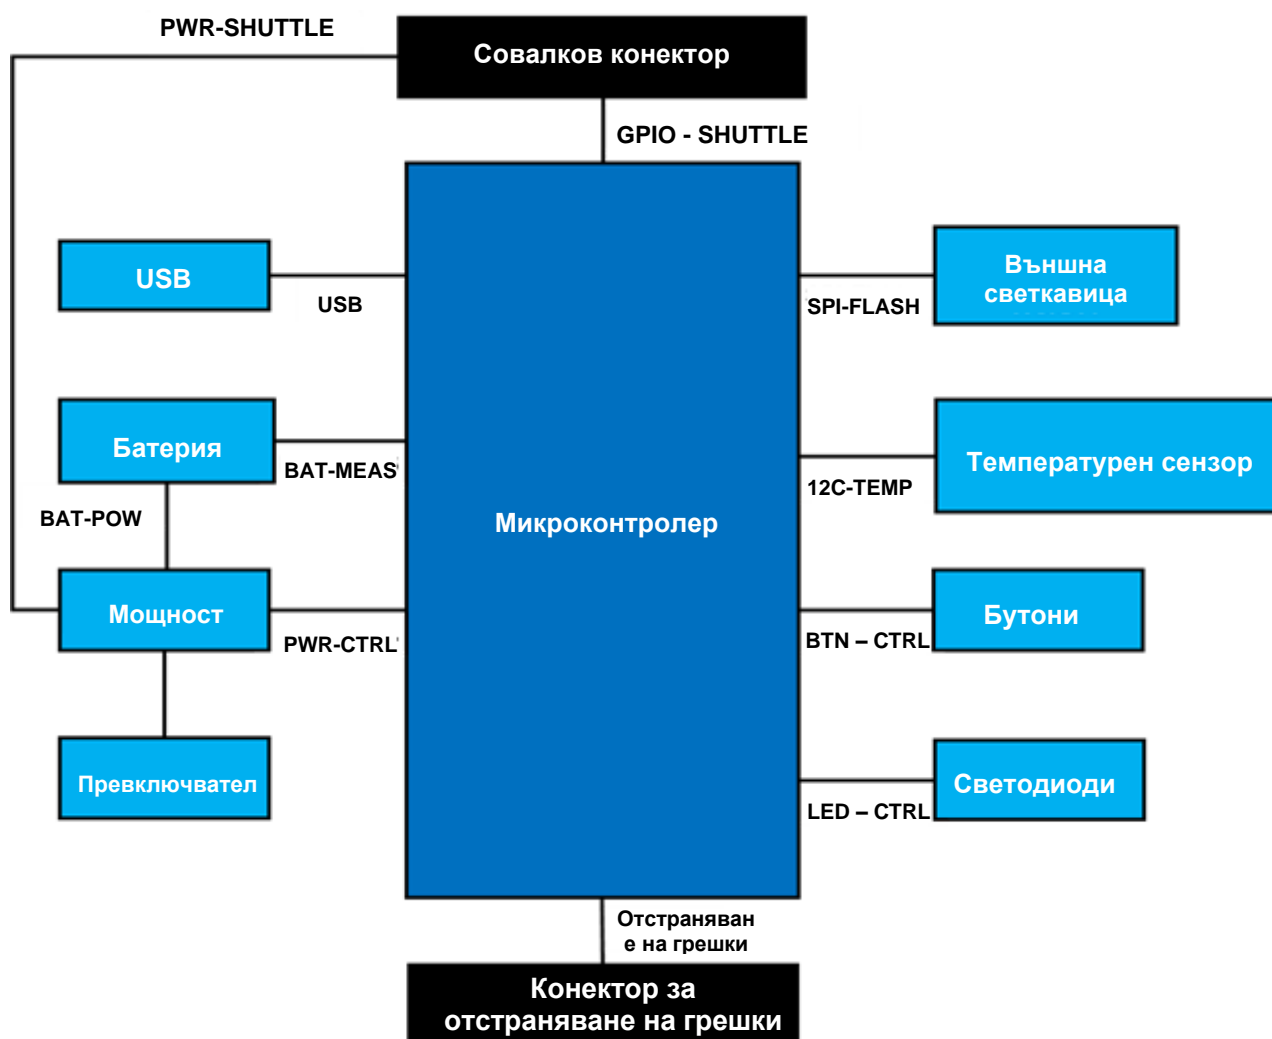 PWR-SHUTTLE
Совалков конектор
GPIO - SHUTTLE
USB
USB
Външна
светкавица
SPI-FLASH
Батерия
BAT-MEAS
BAT-POW
Микроконтролер
Температурен сензор
12C-TEMP
Мощност
PWR-CTRL
Бутони
BTN – CTRL
Превключвател
Светодиоди
LED – CTRL
Отстраняван
е на грешки
Конектор за
отстраняване на грешки